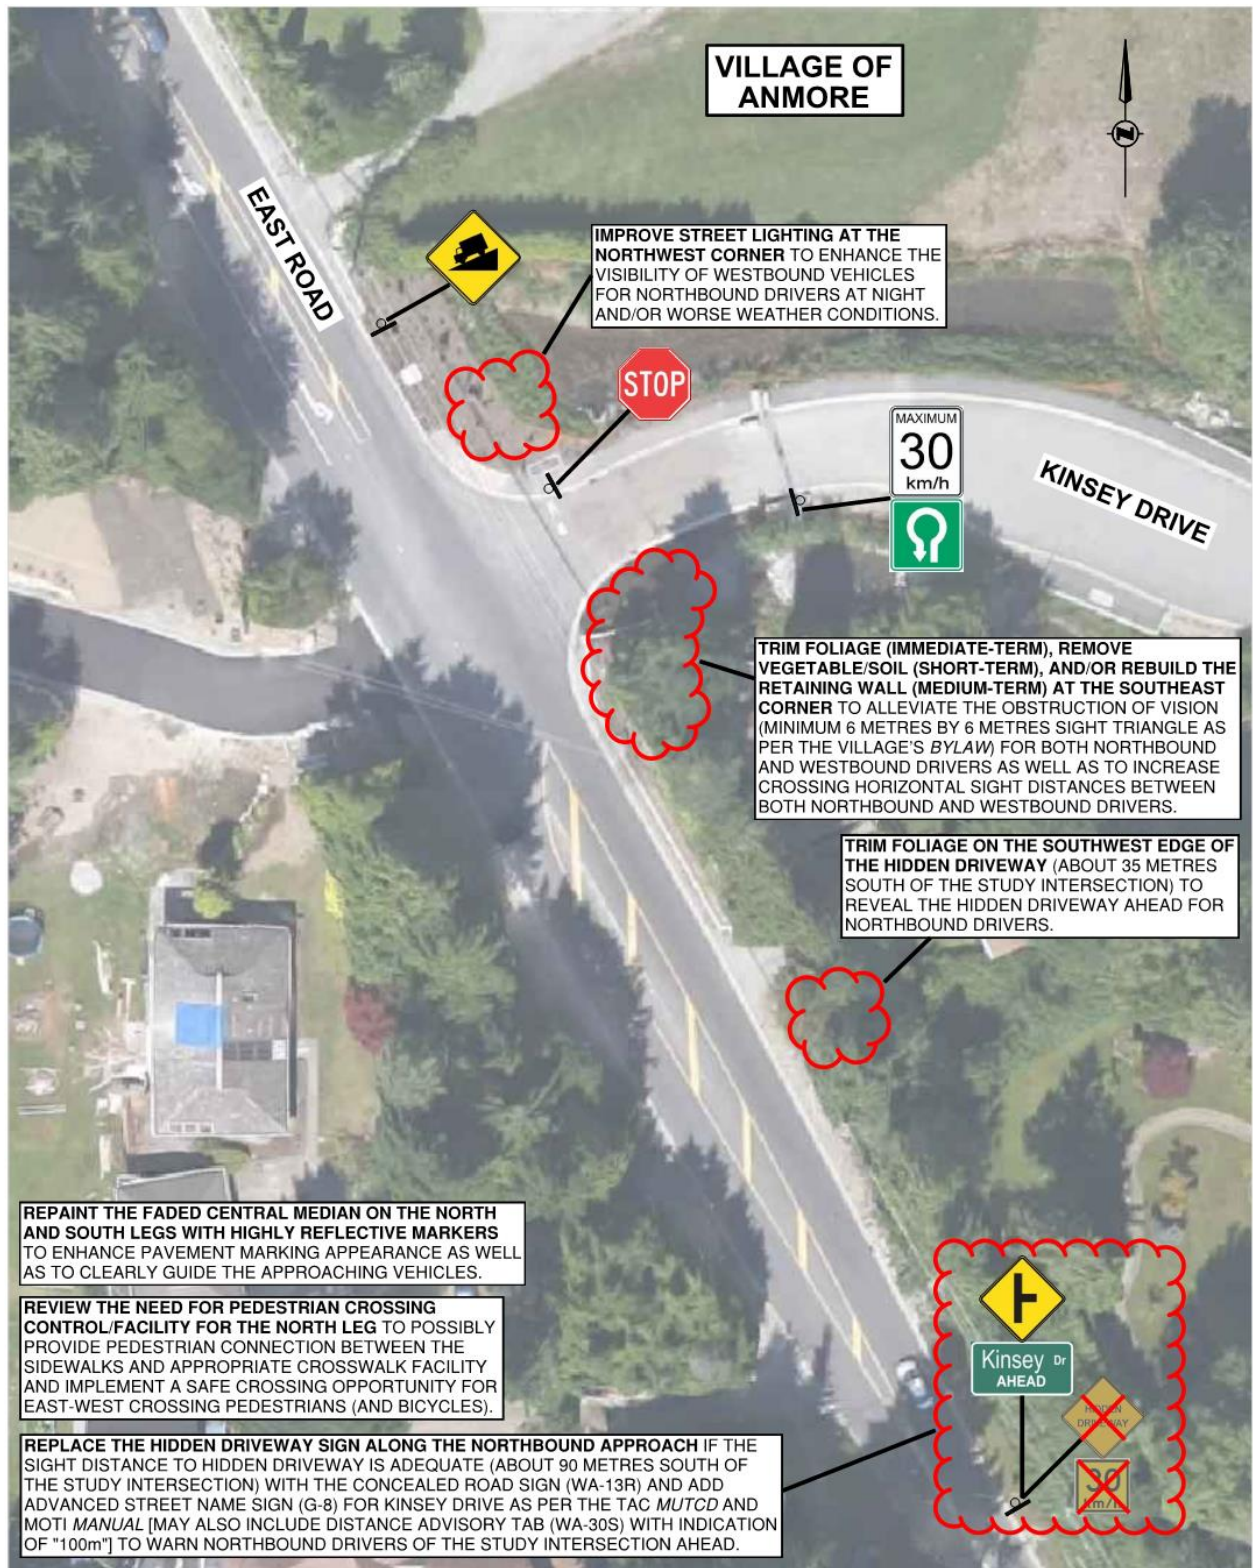 VILLAGE OF
ANMORE
EAST ROAD
IMPROVE STREET LIGHTING AT THE
NORTHWEST CORNER TO ENHANCE THE
VISIBILITY OF WESTBOUND VEHICLES
FOR NORTHBOUND DRIVERS AT NIGHT
AND/OR WORSE WEATHER CONDITIONS.
STOP
MAXIMUM
30
km/h
KINSEY DRIVE
TRIM FOLIAGE (IMMEDIATE-TERM), REMOVE
VEGETABLE/SOIL (SHORT-TERM), AND/OR REBUILD THE
RETAINING WALL (MEDIUM-TERM) AT THE SOUTHEAST
CORNER TO ALLEVIATE THE OBSTRUCTION OF VISION
(MINIMUM 6 METRES BY 6 METRES SIGHT TRIANGLE AS
PER THE VILLAGE'S BYLAW) FOR BOTH NORTHBOUND
AND WESTBOUND DRIVERS AS WELL AS TO INCREASE
CROSSING HORIZONTAL SIGHT DISTANCES BETWEEN
BOTH NORTHBOUND AND WESTBOUND DRIVERS.
TRIM FOLIAGE ON THE SOUTHWEST EDGE OF
THE HIDDEN DRIVEWAY (ABOUT 35 METRES
SOUTH OF THE STUDY INTERSECTION) TO
REVEAL THE HIDDEN DRIVEWAY AHEAD FOR
NORTHBOUND DRIVERS.
REPAINT THE FADED CENTRAL MEDIAN ON THE NORTH
AND SOUTH LEGS WITH HIGHLY REFLECTIVE MARKERS
TO ENHANCE PAVEMENT MARKING APPEARANCE AS WELL
AS TO CLEARLY GUIDE THE APPROACHING VEHICLES.
REVIEW THE NEED FOR PEDESTRIAN CROSSING
CONTROL/FACILITY FOR THE NORTH LEG TO POSSIBLY
PROVIDE PEDESTRIAN CONNECTION BETWEEN THE
SIDEWALKS AND APPROPRIATE CROSSWALK FACILITY
AND IMPLEMENT A SAFE CROSSING OPPORTUNITY FOR
EAST-WEST CROSSING PEDESTRIANS (AND BICYCLES).
Kinsey Dr
AHEAD
HIDDEN
DRIVEWAY
30
km/h
REPLACE THE HIDDEN DRIVEWAY SIGN ALONG THE NORTHBOUND APPROACH IF THE
SIGHT DISTANCE TO HIDDEN DRIVEWAY IS ADEQUATE (ABOUT 90 METRES SOUTH OF
THE STUDY INTERSECTION) WITH THE CONCEALED ROAD SIGN (WA-13R) AND ADD
ADVANCED STREET NAME SIGN (G-8) FOR KINSEY DRIVE AS PER THE TAC MUTCD AND
MOTI MANUAL [MAY ALSO INCLUDE DISTANCE ADVISORY TAB (WA-30S) WITH INDICATION
OF "100m"] TO WARN NORTHBOUND DRIVERS OF THE STUDY INTERSECTION AHEAD.